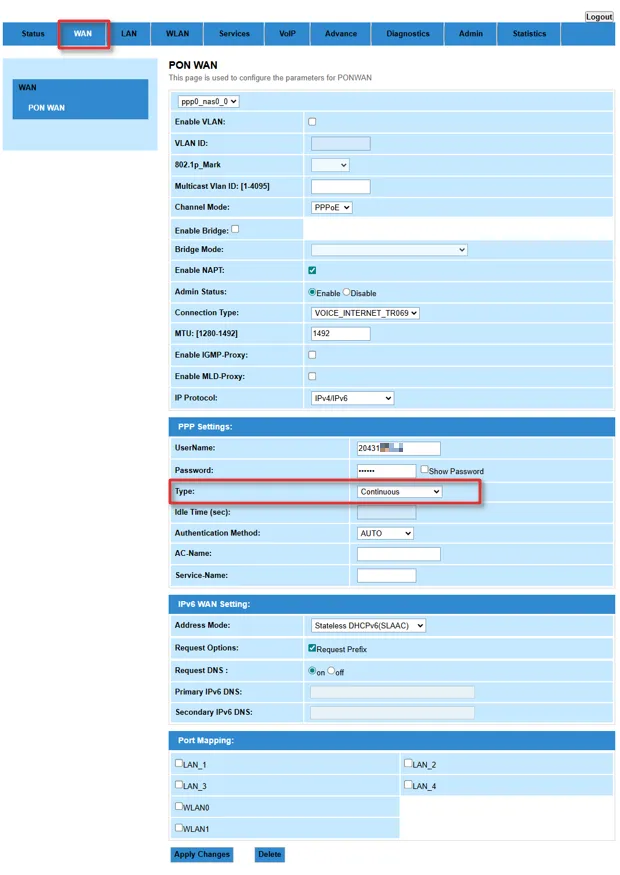 Logout
Status WAN LAN WLAN Services VoIP Advance Diagnostics Admin Statistics
WAN
PON WAN
PON WAN
This page is used to configure the parameters for PONWAN
ppp0_nas0_0
Enable VLAN:
VLAN ID:
802.1p_Mark
Multicast Vlan ID: [1-4095]
Channel Mode: PPPoE
Enable Bridge:
Bridge Mode:
Enable NAPT:
Admin Status: Enable Disable
Connection Type: VOICE_INTERNET_TR069
MTU: [1280-1492] 1492
Enable IGMP-Proxy:
Enable MLD-Proxy:
IP Protocol: IPv4/IPv6
PPP Settings:
UserName: 20431
Password: •••••• Show Password
Type: Continuous
Idle Time (sec):
Authentication Method: AUTO
AC-Name:
Service-Name:
IPv6 WAN Setting:
Address Mode: Stateless DHCPv6(SLAAC)
Request Options: Request Prefix
Request DNS : on off
Primary IPv6 DNS:
Secondary IPv6 DNS:
Port Mapping:
LAN_1 LAN_2
LAN_3 LAN_4
WLAN0
WLAN1
Apply Changes Delete